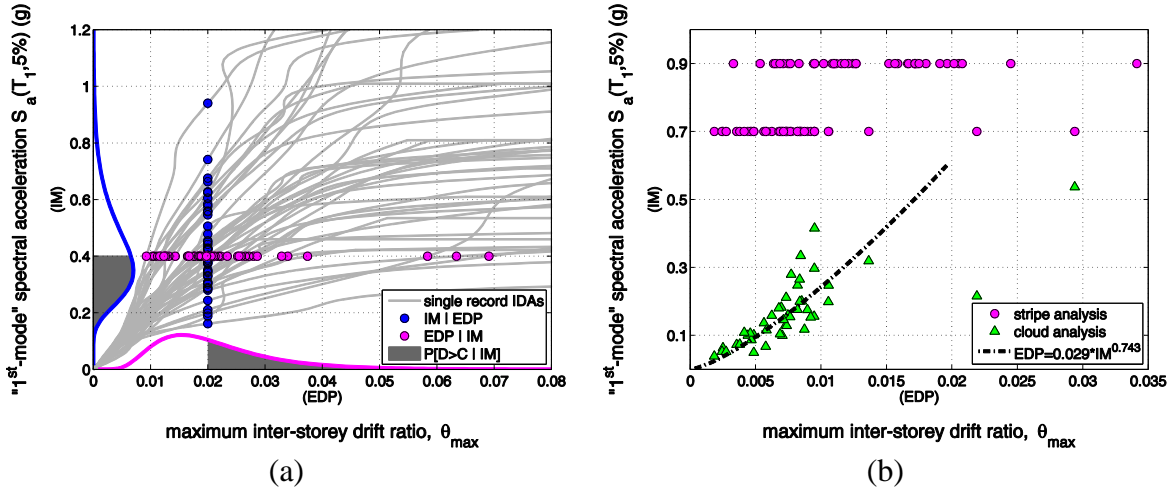 "1st-mode" spectral acceleration Sa(T1,5%) (g)
(IM)
1.2
1
0.8
0.6
0.4
0.2
0
0
0.01
0.02
0.03
0.04
0.05
0.06
0.07
0.08
(EDP)
maximum inter-storey drift ratio, θmax
single record IDAs
IM | EDP
EDP | IM
P[D>C | IM]
(a)
"1st-mode" spectral acceleration Sa(T1,5%) (g)
(IM)
0.9
0.7
0.5
0.3
0.1
0
0.005
0.01
0.015
0.02
0.025
0.03
0.035
(EDP)
maximum inter-storey drift ratio, θmax
stripe analysis
cloud analysis
EDP=0.029*IM^0.743
(b)